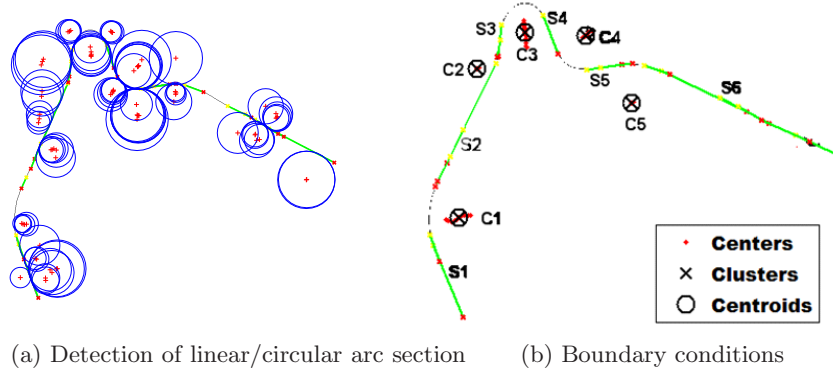 S3
S4
C3
C4
C2
S5
S6
C5
S2
C1
S1
Centers
Clusters
Centroids
(a) Detection of linear/circular arc section
(b) Boundary conditions